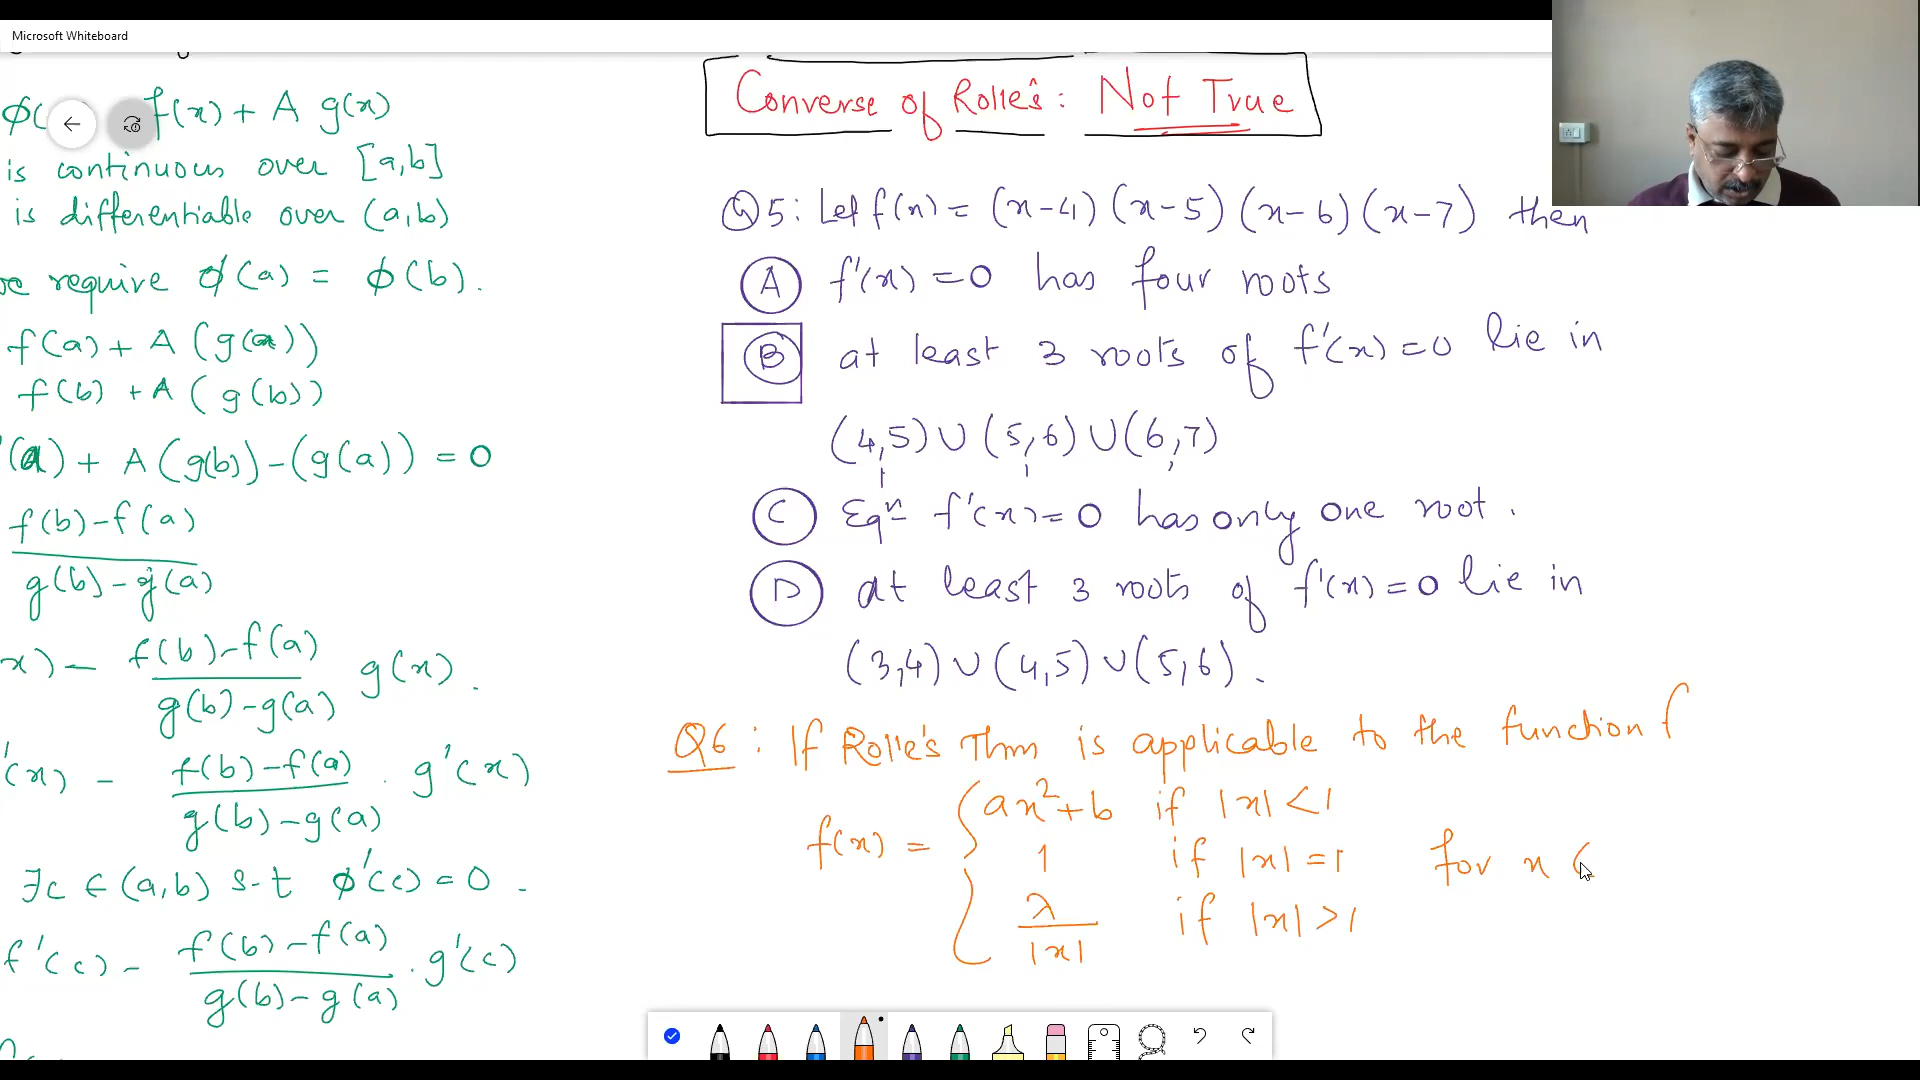 Microsoft Whiteboard
f(x) + A g(x)
is continuous over [a,b]
is differentiable over (a,b)
require ϕ(a) = ϕ(b).
f(a) + A (g(a))
f(b) + A (g(b))
(a) + A (g(b)) - (g(a)) = 0
f(b) - f(a)
g(b) - g(a)
x) - f(b) - f(a) / g(b) - g(a) g(x).
'(x) - f(b) - f(a) / g(b) - g(a) . g'(x)
∃c ∈ (a,b) s.t ϕ'(c) = 0.
f'(c) - f(b) - f(a) / g(b) - g(a) . g'(c)
Converse of Rolle's : Not True
Q5 : Let f(x) = (x-4) (x-5) (x-6) (x-7) then
A f'(x) = 0 has four roots
B at least 3 roots of f'(x) = 0 lie in
(4,5) ∪ (5,6) ∪ (6,7)
C Eqn f'(x) = 0 has only one root.
D at least 3 roots of f'(x) = 0 lie in
(3,4) ∪ (4,5) ∪ (5,6).
Q6 : If Rolle's Thm is applicable to the function f
f(x) = { ax²+b if |x| < 1
1 if |x| = 1 for x
λ/|x| if |x| > 1